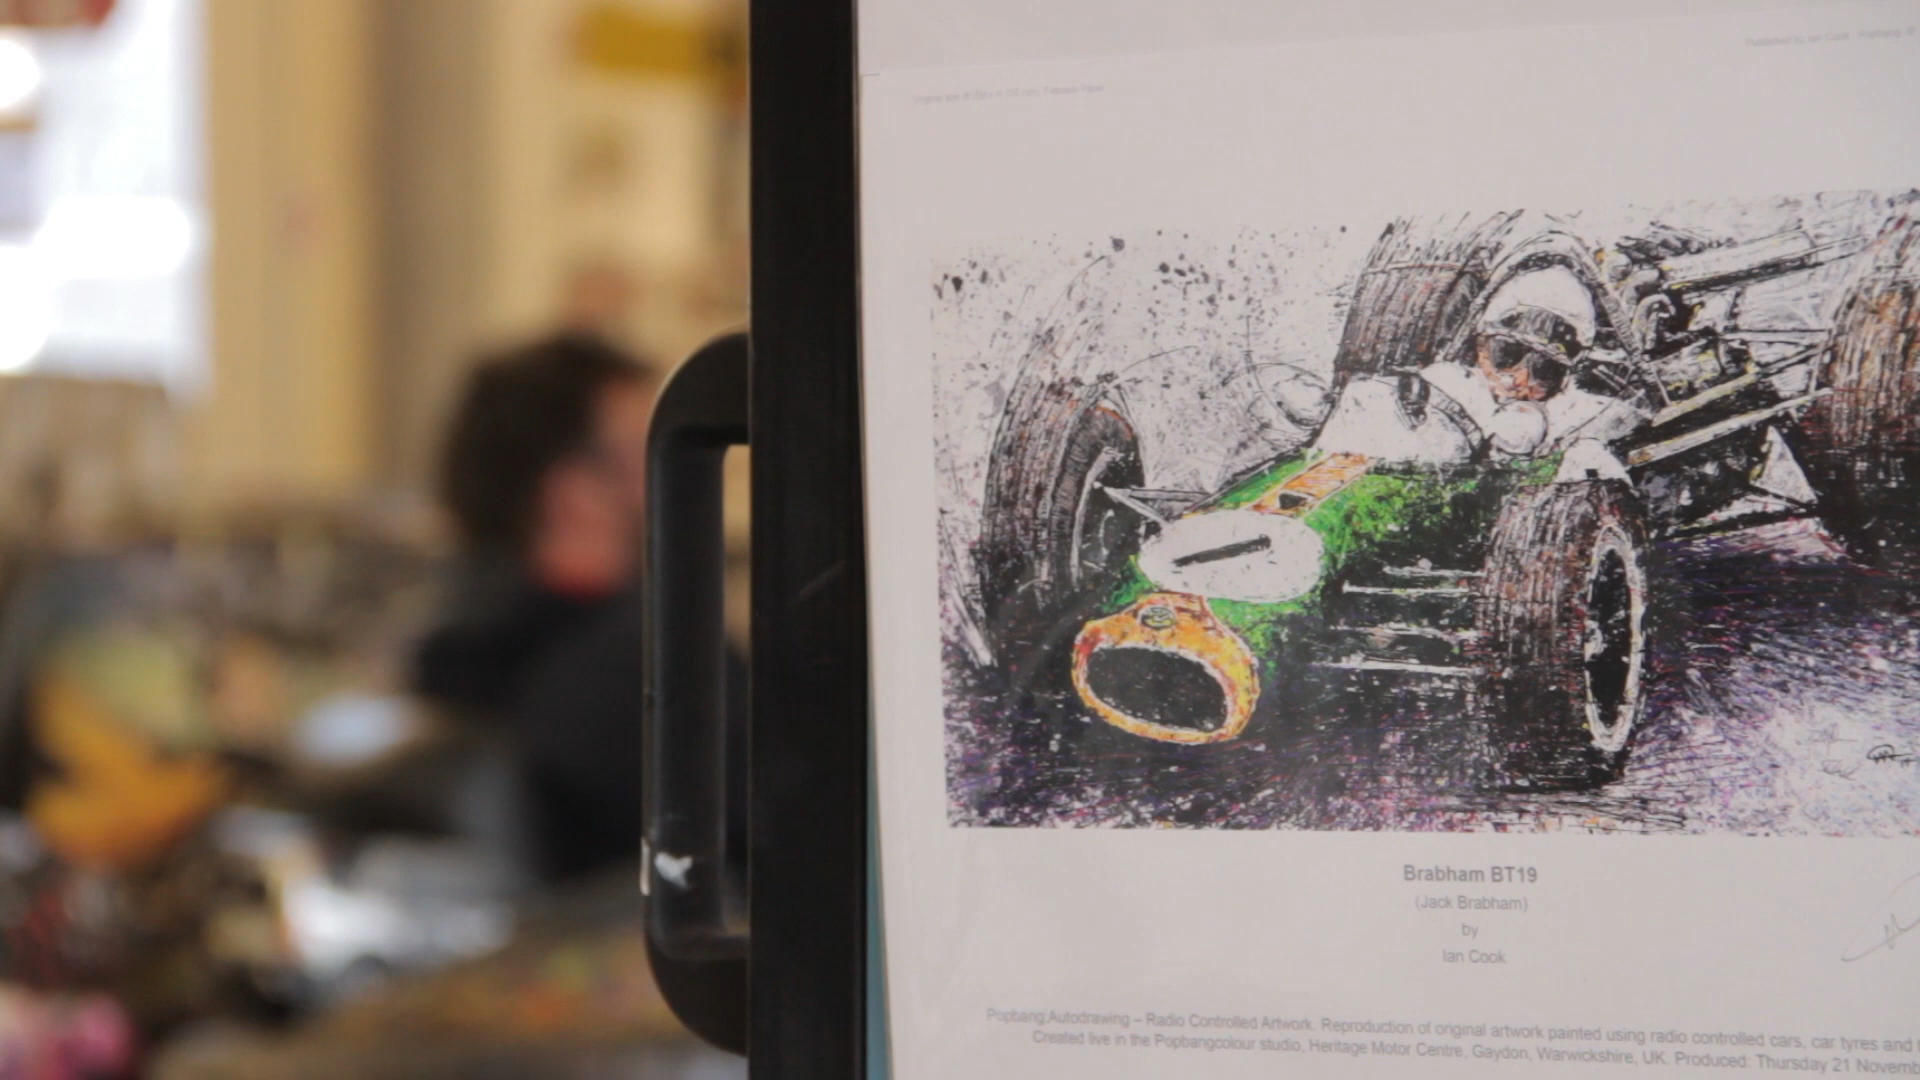 Brabham BT19
(Jack Brabham)
by
Ian Cook
Popbang:Autodrawing – Radio Controlled Artwork. Reproduction of original artwork painted using radio controlled cars, car tyres and
Created live in the Popbangcolour studio, Heritage Motor Centre, Gaydon, Warwickshire, UK. Produced: Thursday 21 Novemb